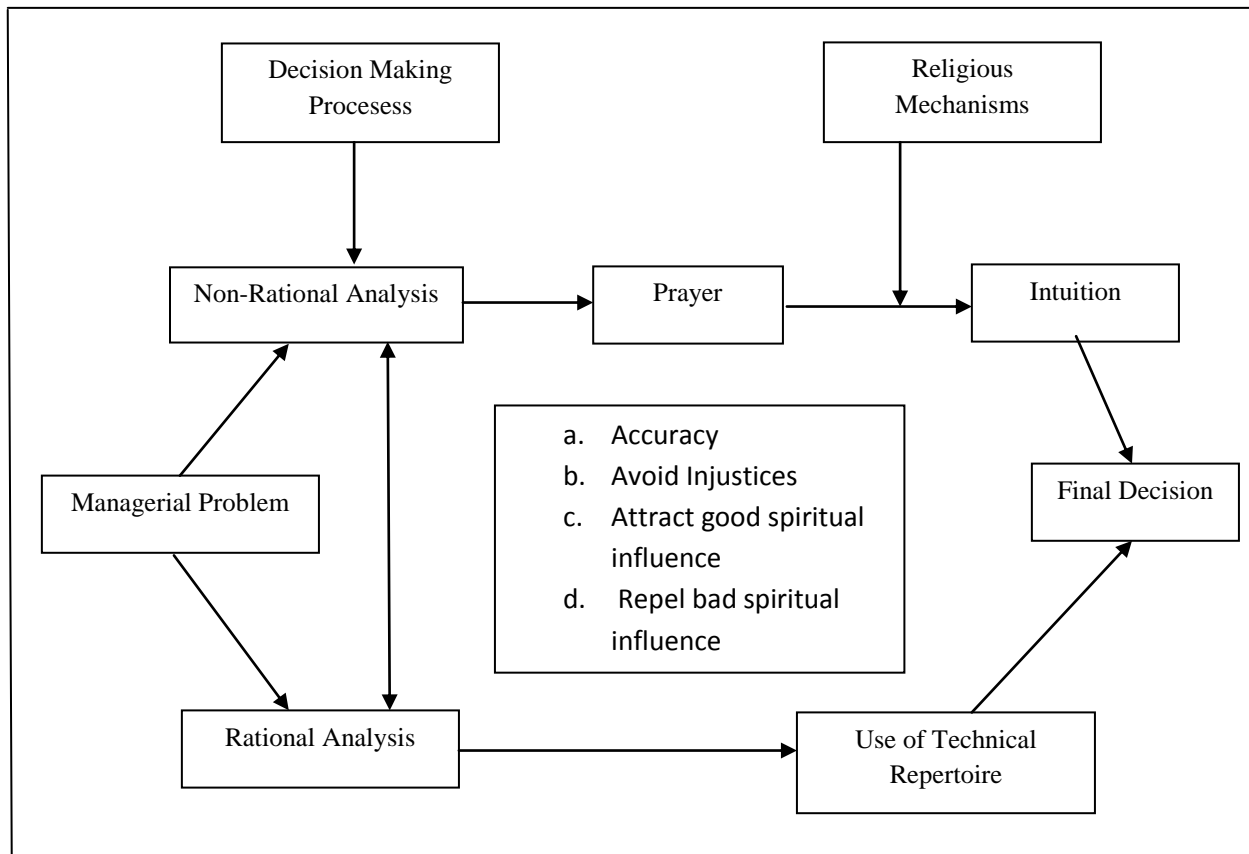 Decision Making
Procesess
Religious
Mechanisms
Non-Rational Analysis
Prayer
Intuition
a. Accuracy
b. Avoid Injustices
c. Attract good spiritual
influence
d. Repel bad spiritual
influence
Managerial Problem
Final Decision
Rational Analysis
Use of Technical
Repertoire